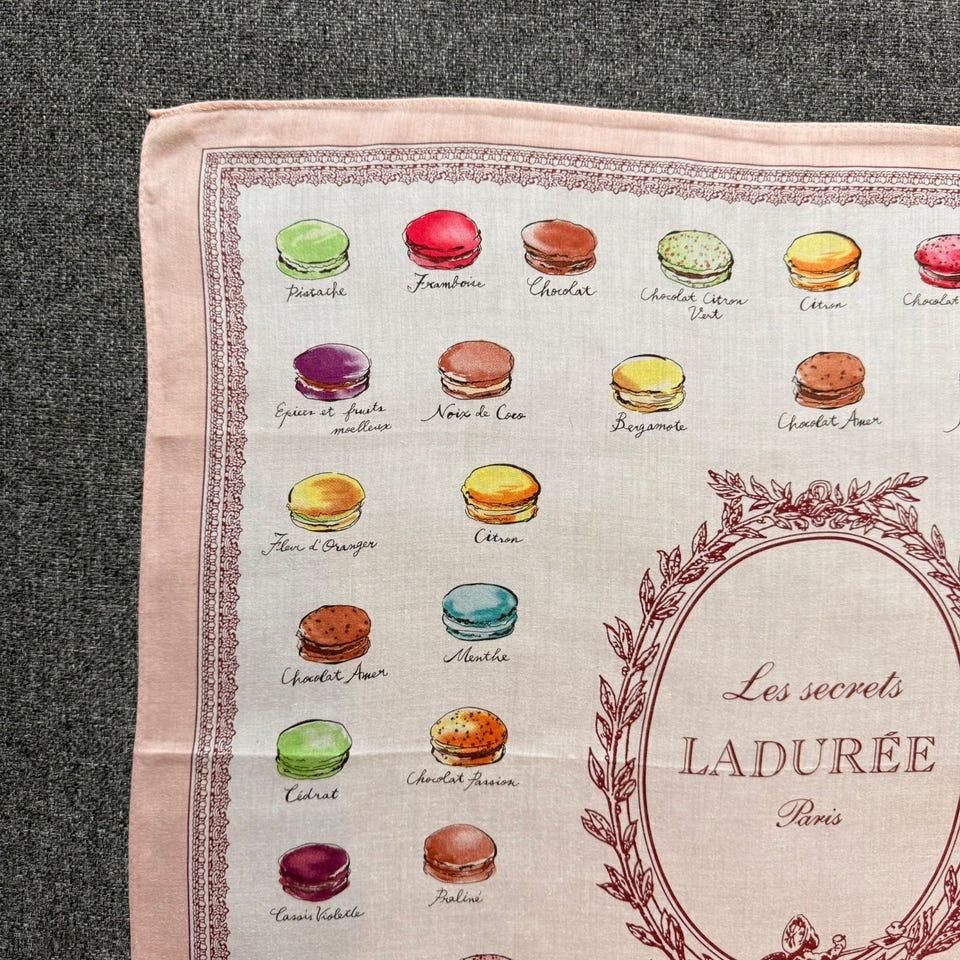 Pistache
Framboise
Chocolat
Chocolat Citron
Vert
Citron
Chocolat
Epices et fruits
moelleux
Noix de Coco
Bergamote
Chocolat Amer
Fleur d'Oranger
Citron
Chocolat Amer
Menthe
Les secrets
LADURÉE
Paris
Cédrat
Chocolat Passion
Cassis Violette
Praliné